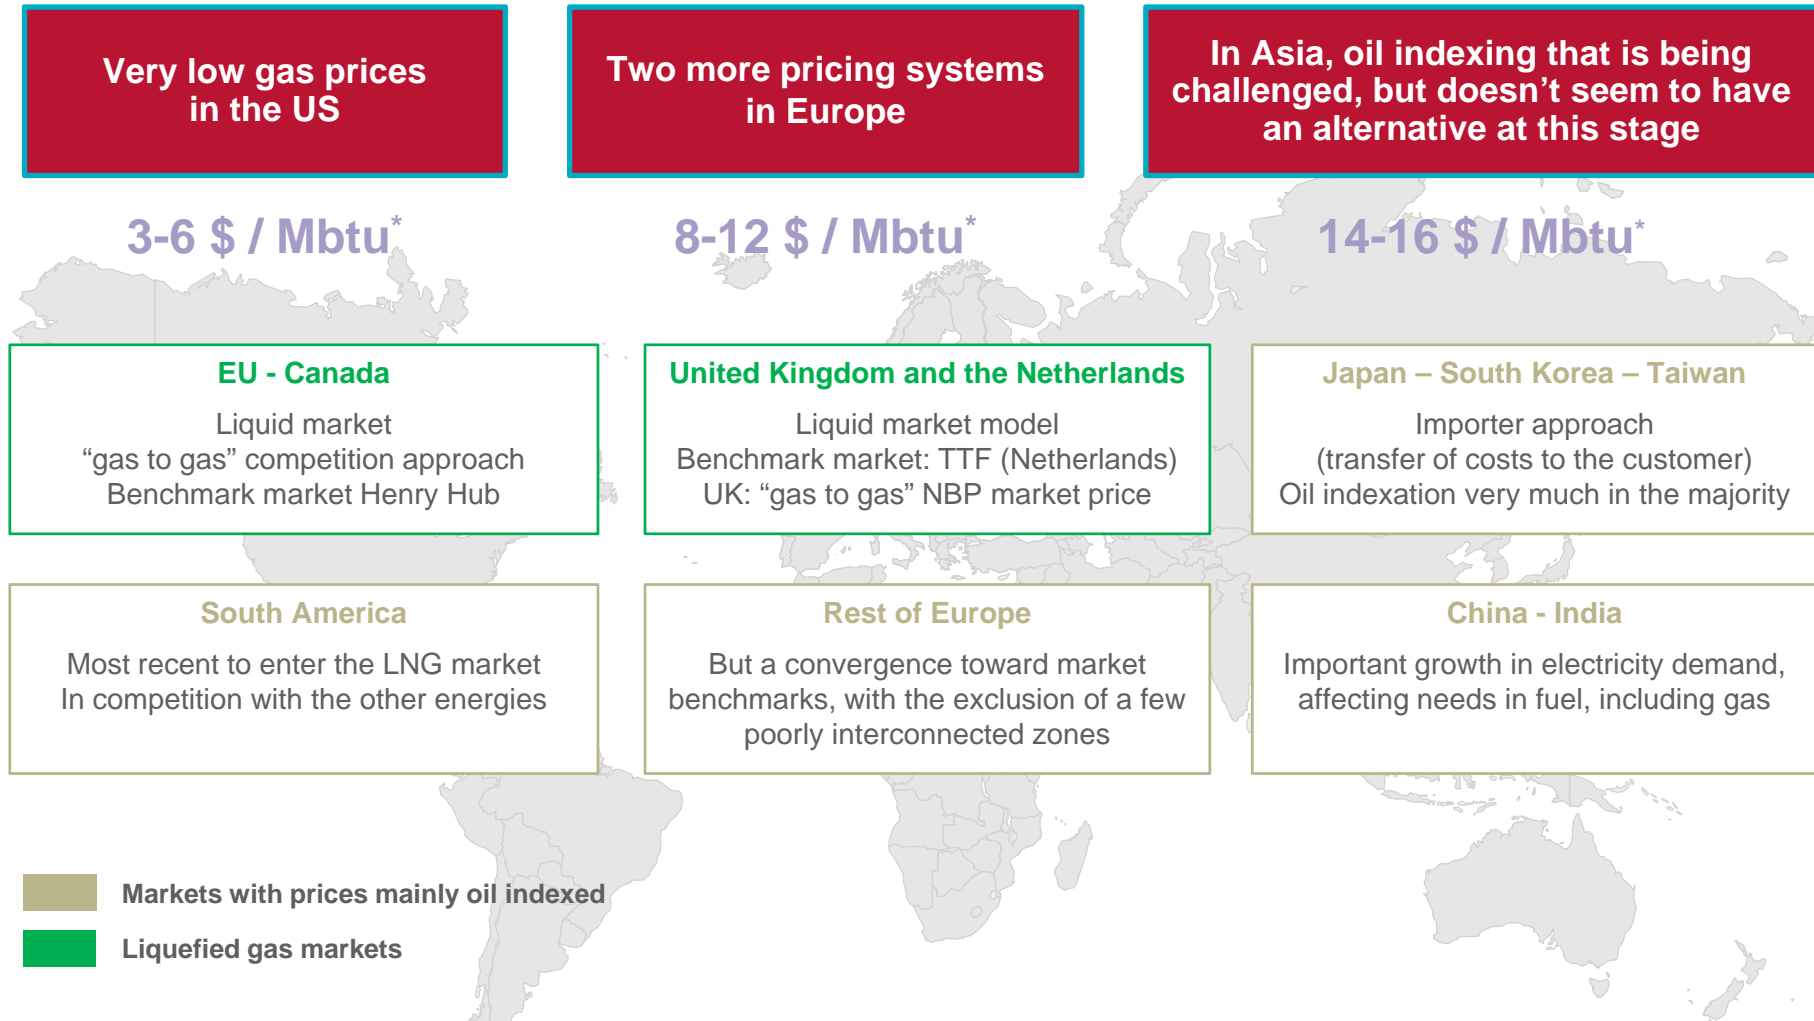 Very low gas prices
in the US
Two more pricing systems
in Europe
In Asia, oil indexing that is being
challenged, but doesn’t seem to have
an alternative at this stage
3-6 $ / Mbtu*
8-12 $ / Mbtu*
14-16 $ / Mbtu*
EU - Canada
Liquid market
“gas to gas” competition approach
Benchmark market Henry Hub
United Kingdom and the Netherlands
Liquid market model
Benchmark market: TTF (Netherlands)
UK: “gas to gas” NBP market price
Japan – South Korea – Taiwan
Importer approach
(transfer of costs to the customer)
Oil indexation very much in the majority
South America
Most recent to enter the LNG market
In competition with the other energies
Rest of Europe
But a convergence toward market
benchmarks, with the exclusion of a few
poorly interconnected zones
China - India
Important growth in electricity demand,
affecting needs in fuel, including gas
Markets with prices mainly oil indexed
Liquefied gas markets